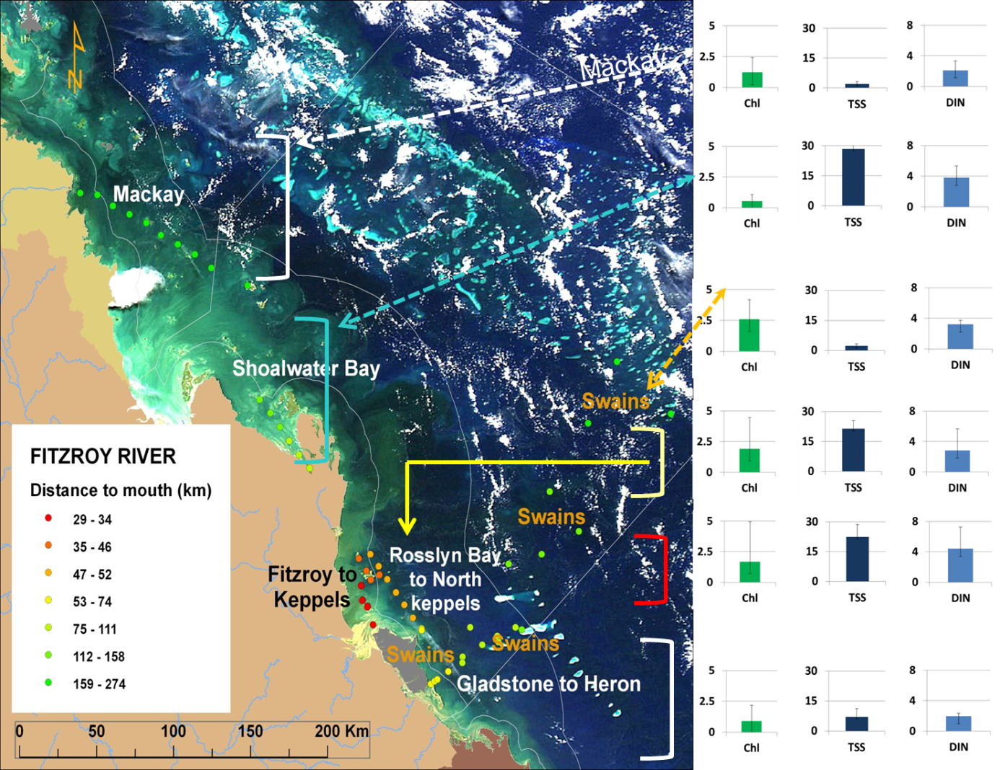 N
Mackay
Mackay
Shoalwater Bay
Swains
Swains
Rosslyn Bay
to North
keppels
Fitzroy to
Keppels
Swains
Swains
Gladstone to Heron
FITZROY RIVER
Distance to mouth (km)
29 - 34
35 - 46
47 - 52
53 - 74
75 - 111
112 - 158
159 - 274
0 50 100 150 200 Km
5 30 8
2.5 15 4
0 0 0
Chl TSS DIN
5 30 8
2.5 15 4
0 0 0
Chl TSS DIN
5 30 8
2.5 15 4
0 0 0
Chl TSS DIN
5 30 8
2.5 15 4
0 0 0
Chl TSS DIN
5 30 8
2.5 15 4
0 0 0
Chl TSS DIN
5 30 8
2.5 15 4
0 0 0
Chl TSS DIN